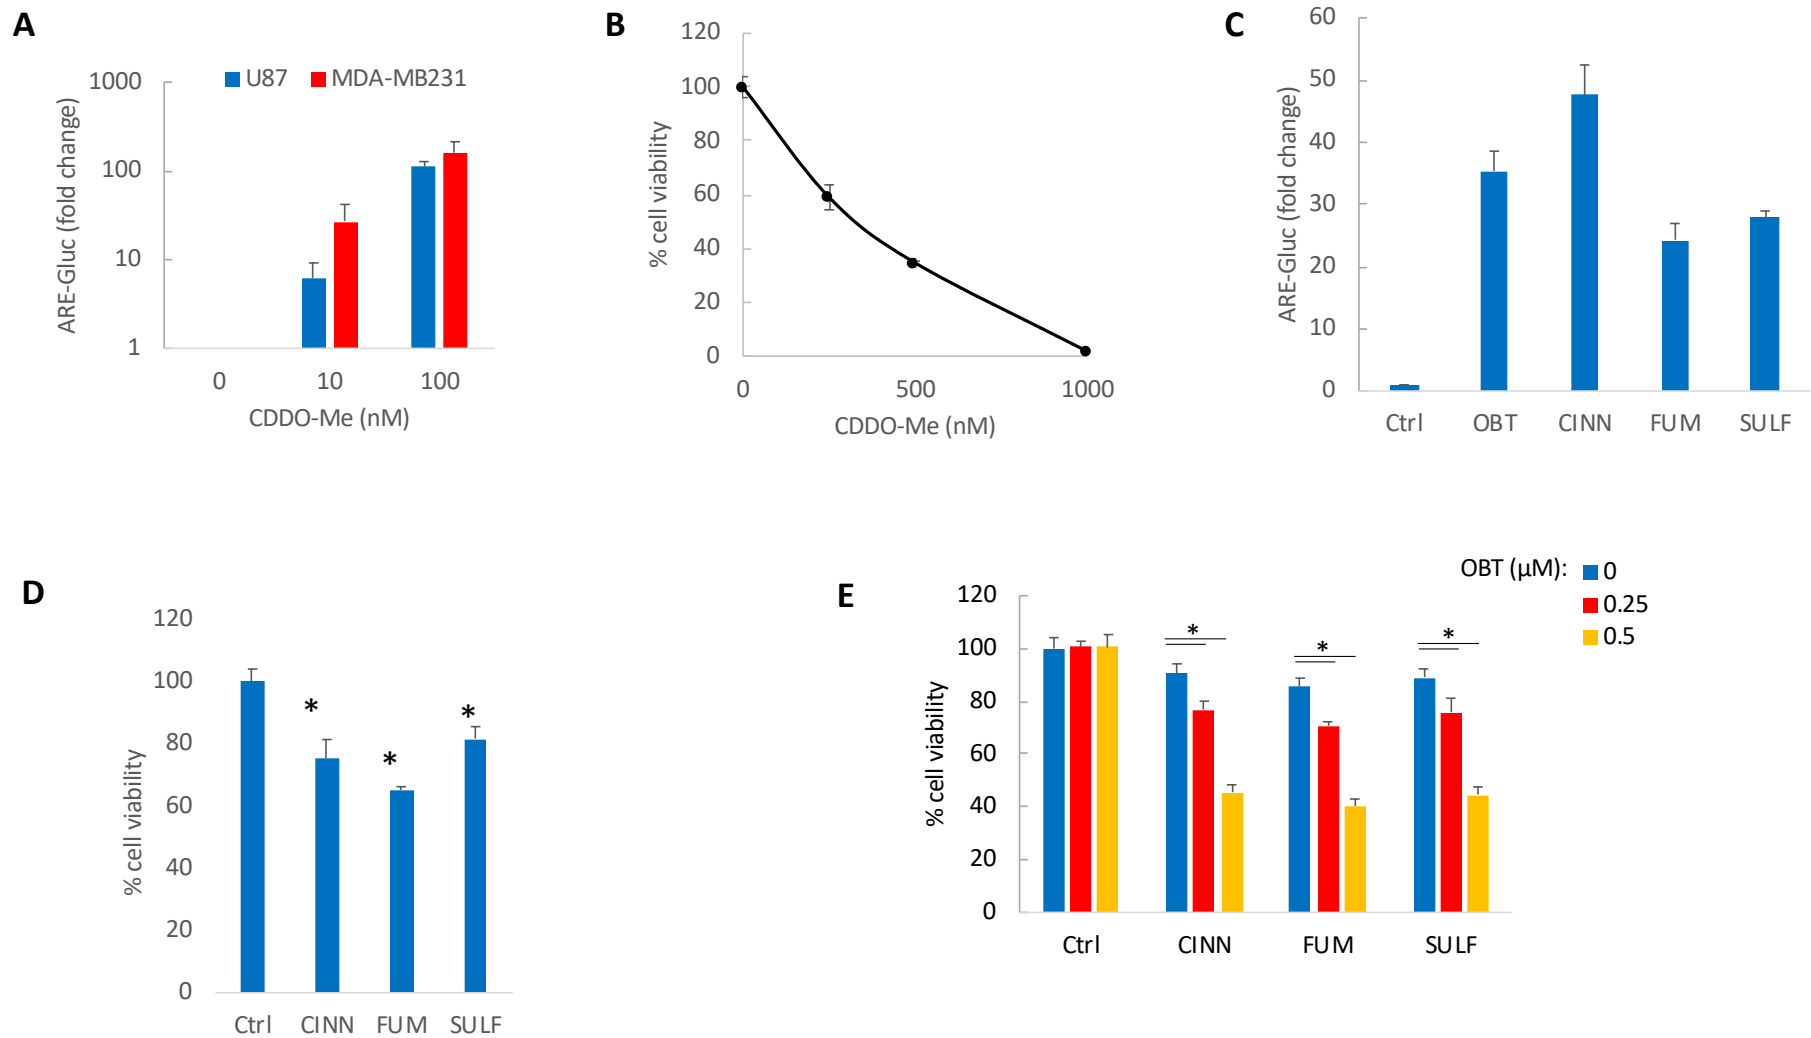 A
U87 MDA-MB231
ARE-Gluc (fold change)
1000
100
10
1
0 10 100
CDDO-Me (nM)
B
% cell viability
120
100
80
60
40
20
0
0 500 1000
CDDO-Me (nM)
C
ARE-Gluc (fold change)
60
50
40
30
20
10
0
Ctrl OBT CINN FUM SULF
D
% cell viability
120
100
80
60
40
20
0
* * *
Ctrl CINN FUM SULF
E
OBT (μM): 0
0.25
0.5
% cell viability
120
100
80
60
40
20
0
* * *
Ctrl CINN FUM SULF